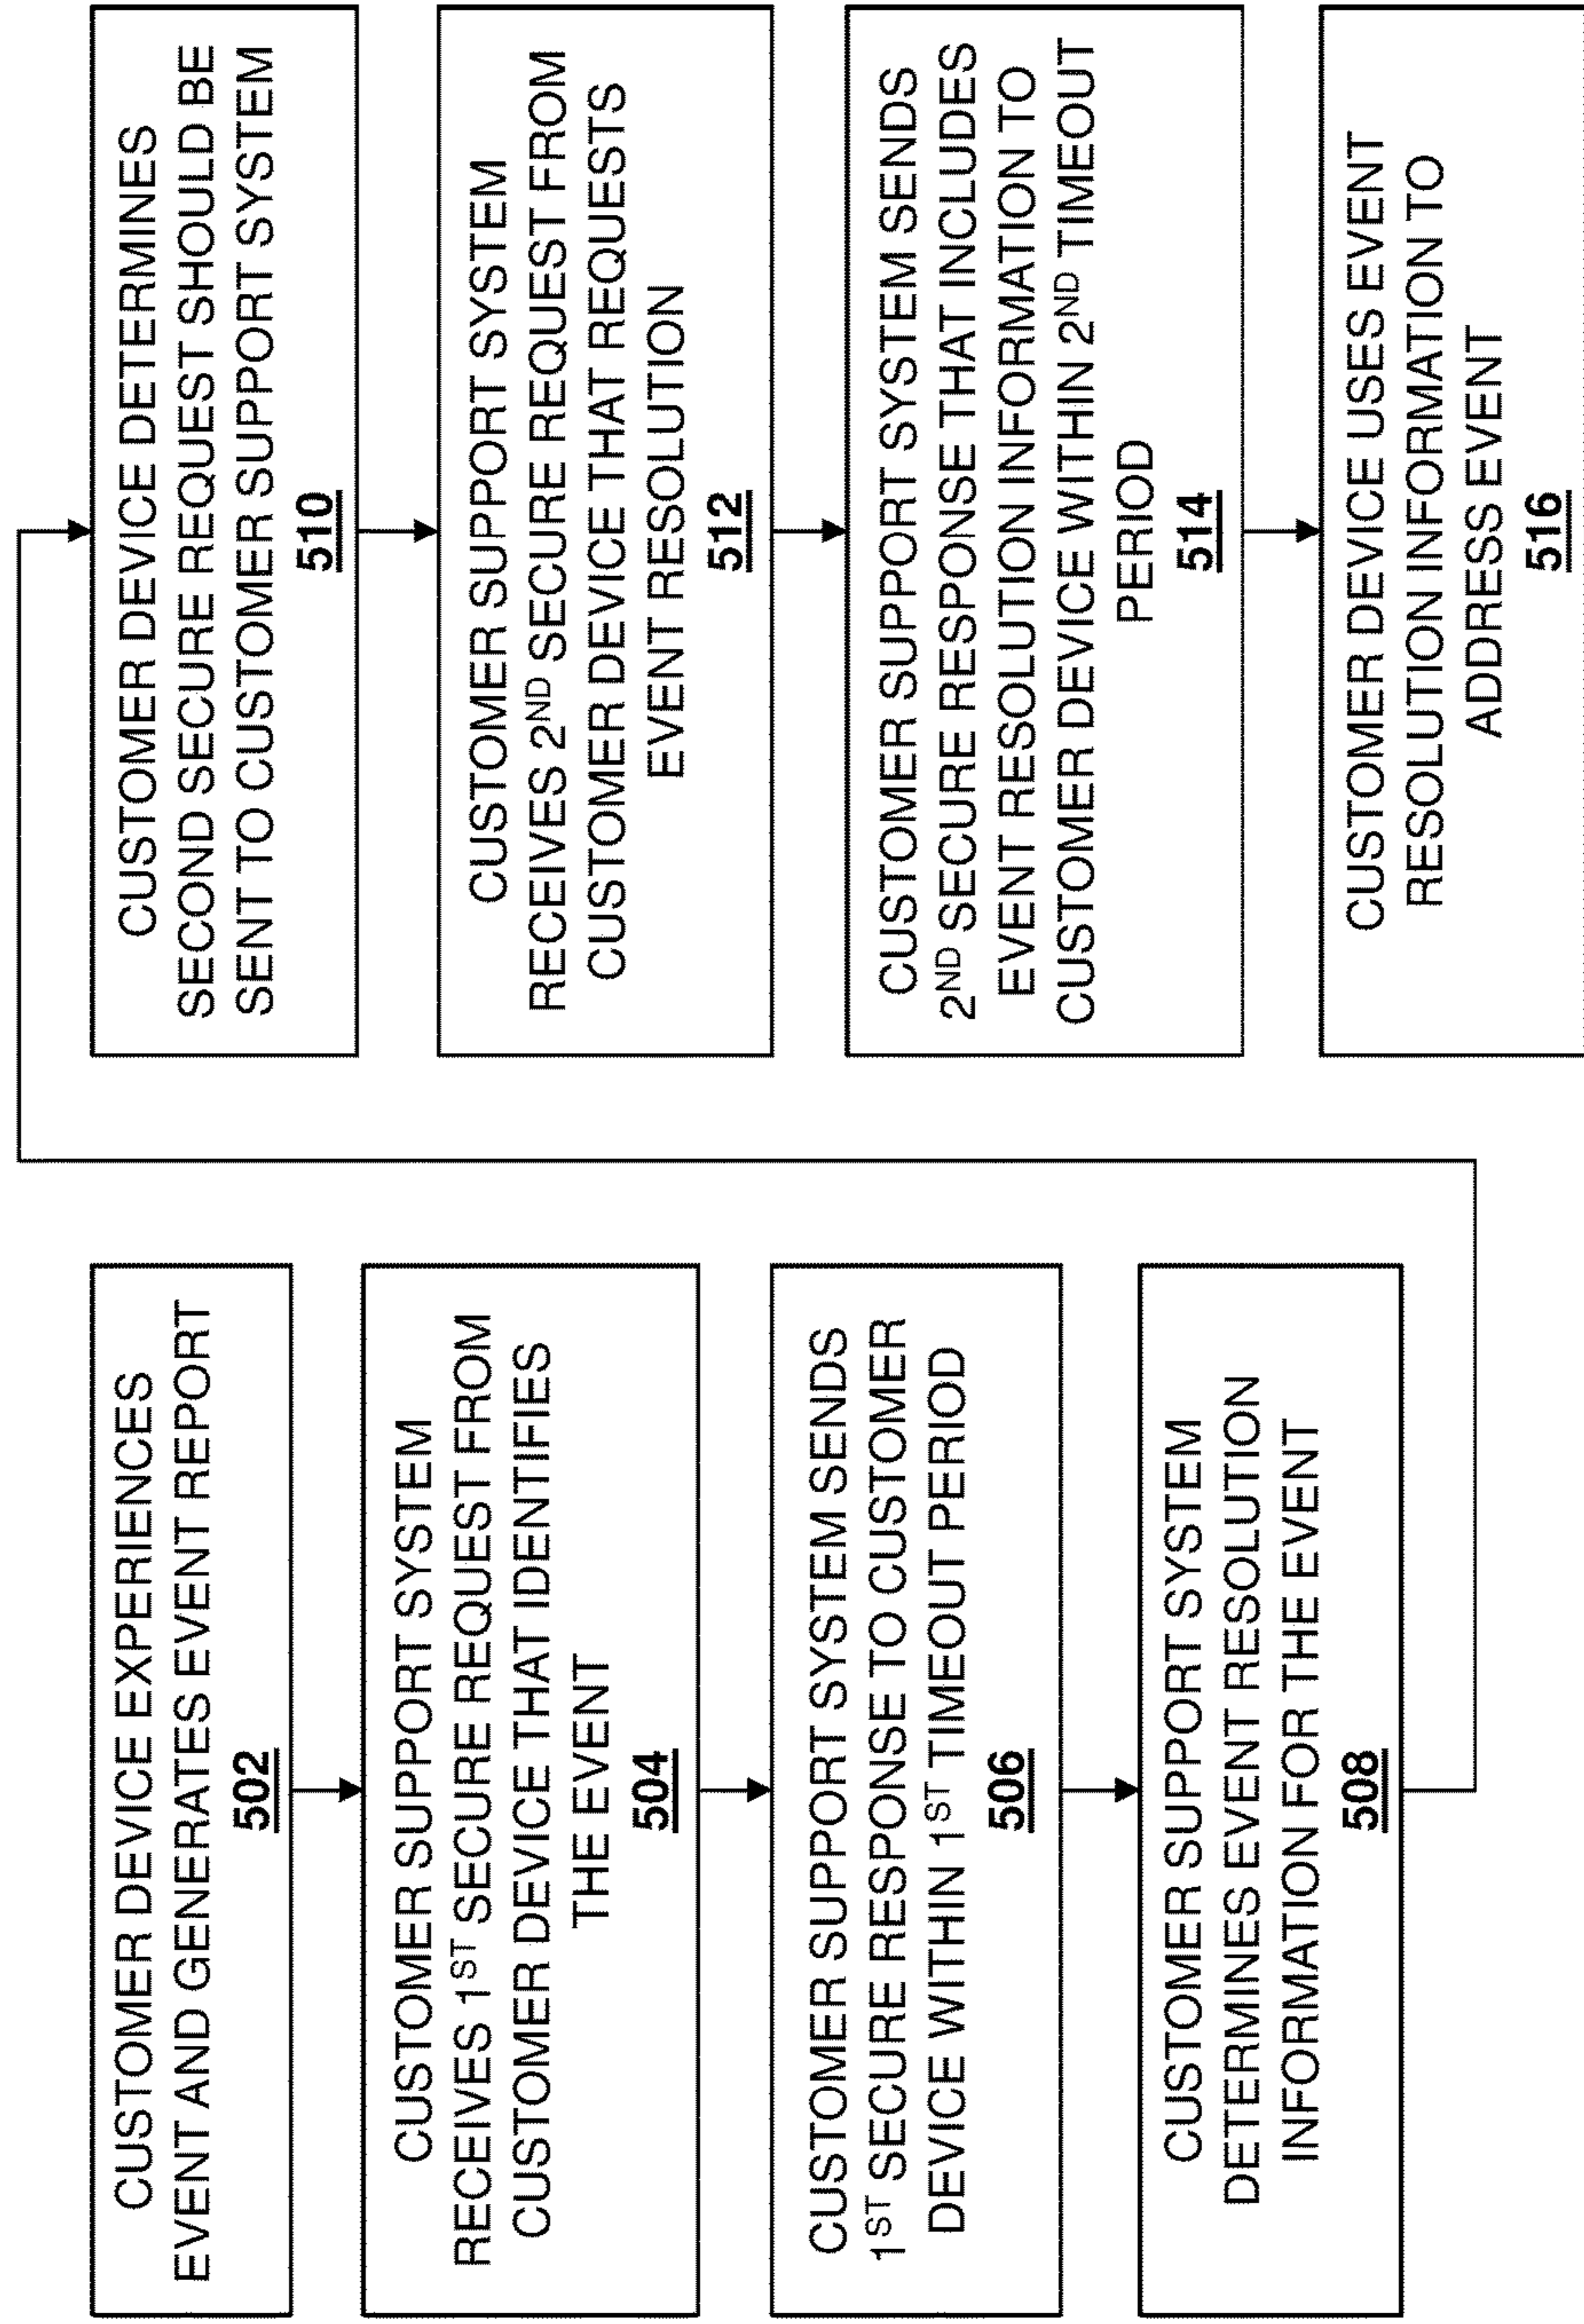 CUSTOMER DEVICE EXPERIENCES
EVENT AND GENERATES EVENT REPORT
502
CUSTOMER SUPPORT SYSTEM
RECEIVES 1ST SECURE REQUEST FROM
CUSTOMER DEVICE THAT IDENTIFIES
THE EVENT
504
CUSTOMER SUPPORT SYSTEM SENDS
1ST SECURE RESPONSE TO CUSTOMER
DEVICE WITHIN 1ST TIMEOUT PERIOD
506
CUSTOMER SUPPORT SYSTEM
DETERMINES EVENT RESOLUTION
INFORMATION FOR THE EVENT
508
CUSTOMER DEVICE DETERMINES
SECOND SECURE REQUEST SHOULD BE
SENT TO CUSTOMER SUPPORT SYSTEM
510
CUSTOMER SUPPORT SYSTEM
RECEIVES 2ND SECURE REQUEST FROM
CUSTOMER DEVICE THAT REQUESTS
EVENT RESOLUTION
512
CUSTOMER SUPPORT SYSTEM SENDS
2ND SECURE RESPONSE THAT INCLUDES
EVENT RESOLUTION INFORMATION TO
CUSTOMER DEVICE WITHIN 2ND TIMEOUT
PERIOD
514
CUSTOMER DEVICE USES EVENT
RESOLUTION INFORMATION TO
ADDRESS EVENT
516